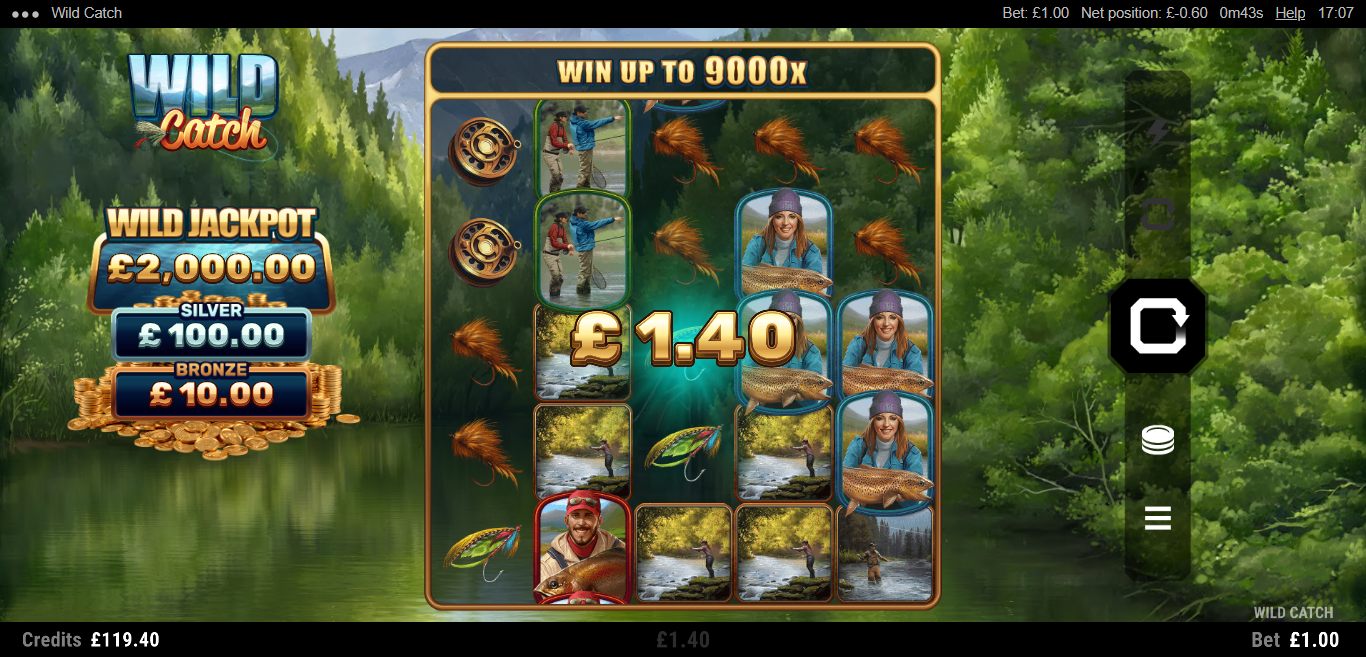 Wild Catch
Bet: £1.00 Net position: £-0.60 0m43s Help 17:07
WILD
Catch
WIN UP TO 9000X
WILD JACKPOT
£2,000.00
SILVER
£100.00
BRONZE
£10.00
£1.40
WILD CATCH
Credits £119.40
£1.40
Bet £1.00